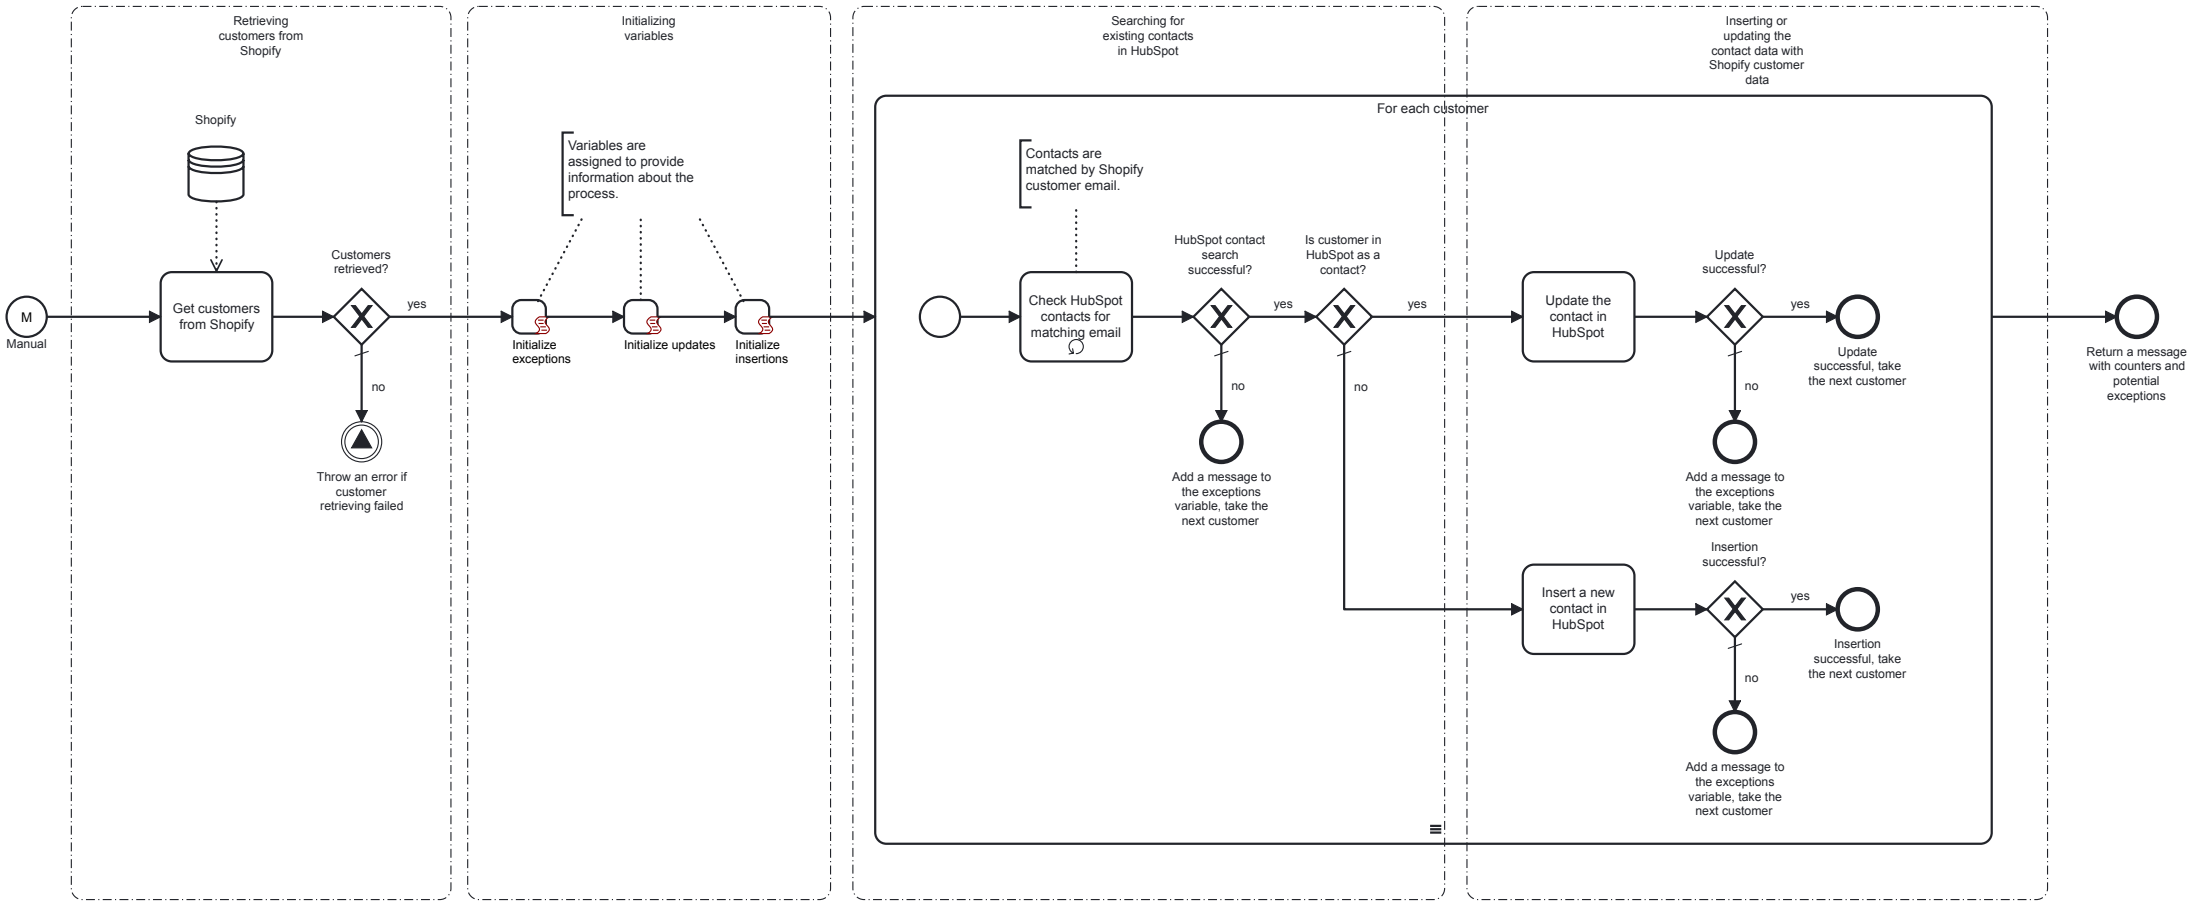 Retrieving
customers from
Shopify
Initializing
variables
Searching for
existing contacts
in HubSpot
Inserting or
updating the
contact data with
Shopify customer
data
For each customer
Shopify
Variables are
assigned to provide
information about the
process.
Contacts are
matched by Shopify
customer email.
M
Manual
Get customers
from Shopify
Customers
retrieved?
yes
no
Throw an error if
customer
retrieving failed
Initialize
exceptions
Initialize updates
Initialize
insertions
Check HubSpot
contacts for
matching email
HubSpot contact
search
successful?
yes
no
Add a message to
the exceptions
variable, take the
next customer
Is customer in
HubSpot as a
contact?
yes
no
Update the
contact in
HubSpot
Update
successful?
yes
Update
successful, take
the next customer
no
Add a message to
the exceptions
variable, take the
next customer
Insert a new
contact in
HubSpot
Insertion
successful?
yes
Insertion
successful, take
the next customer
no
Add a message to
the exceptions
variable, take the
next customer
Return a message
with counters and
potential
exceptions